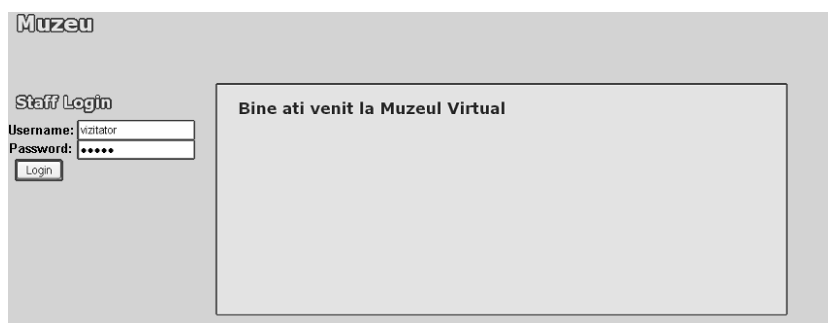 Muzeu
Staff Login
Username: vizitator
Password: •••••
Login
Bine ati venit la Muzeul Virtual